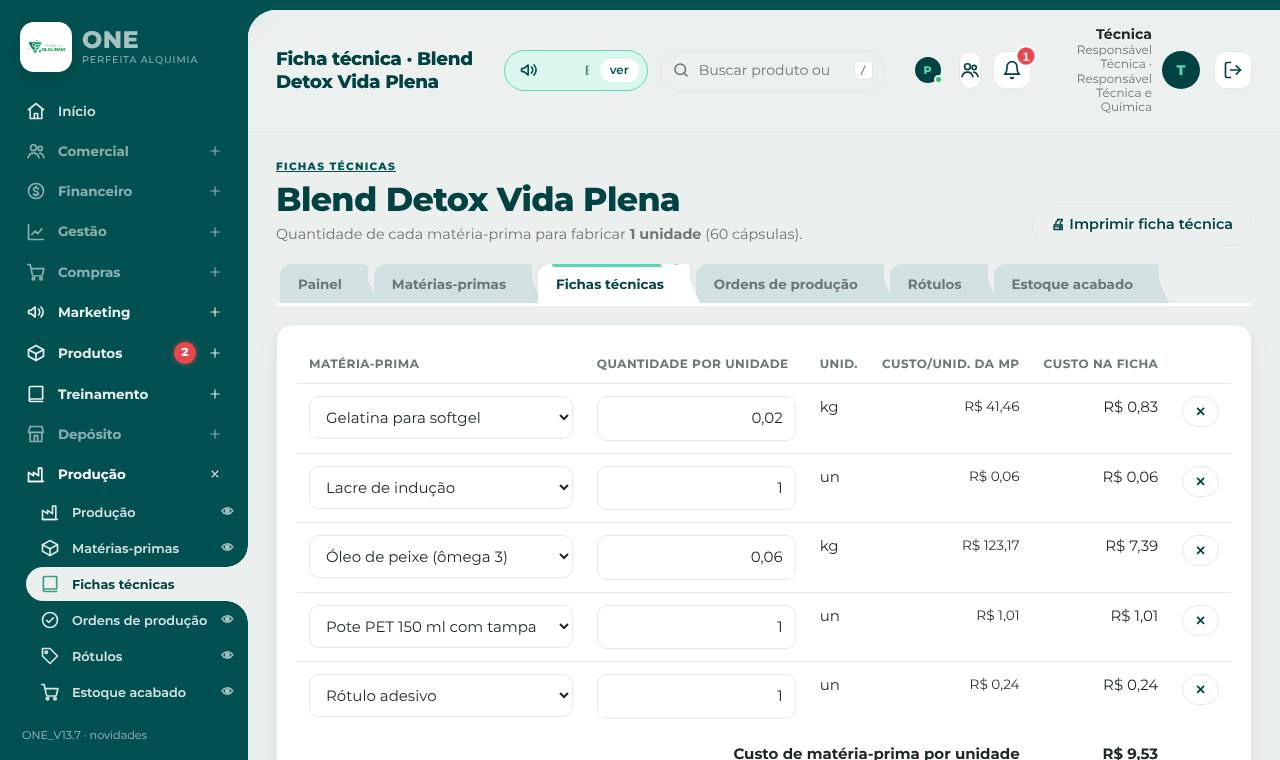 ONE
PERFEITA ALQUIMIA
Início
Comercial
Financeiro
Gestão
Compras
Marketing
Produtos
2
Treinamento
Depósito
Produção
Produção
Matérias-primas
Fichas técnicas
Ordens de produção
Rótulos
Estoque acabado
ONE_V13.7 · novidades
Ficha técnica · Blend
Detox Vida Plena
ver
Buscar produto ou
/
P
1
Técnica
Responsável
Técnica ·
Responsável
Técnica e
Química
T
FICHAS TÉCNICAS
Blend Detox Vida Plena
Quantidade de cada matéria-prima para fabricar 1 unidade (60 cápsulas).
Imprimir ficha técnica
Painel
Matérias-primas
Fichas técnicas
Ordens de produção
Rótulos
Estoque acabado
MATÉRIA-PRIMA QUANTIDADE POR UNIDADE UNID. CUSTO/UNID. DA MP CUSTO NA FICHA
Gelatina para softgel 0,02 kg R$ 41,46 R$ 0,83
Lacre de indução 1 un R$ 0,06 R$ 0,06
Óleo de peixe (ômega 3) 0,06 kg R$ 123,17 R$ 7,39
Pote PET 150 ml com tampa 1 un R$ 1,01 R$ 1,01
Rótulo adesivo 1 un R$ 0,24 R$ 0,24
Custo de matéria-prima por unidade R$ 9,53